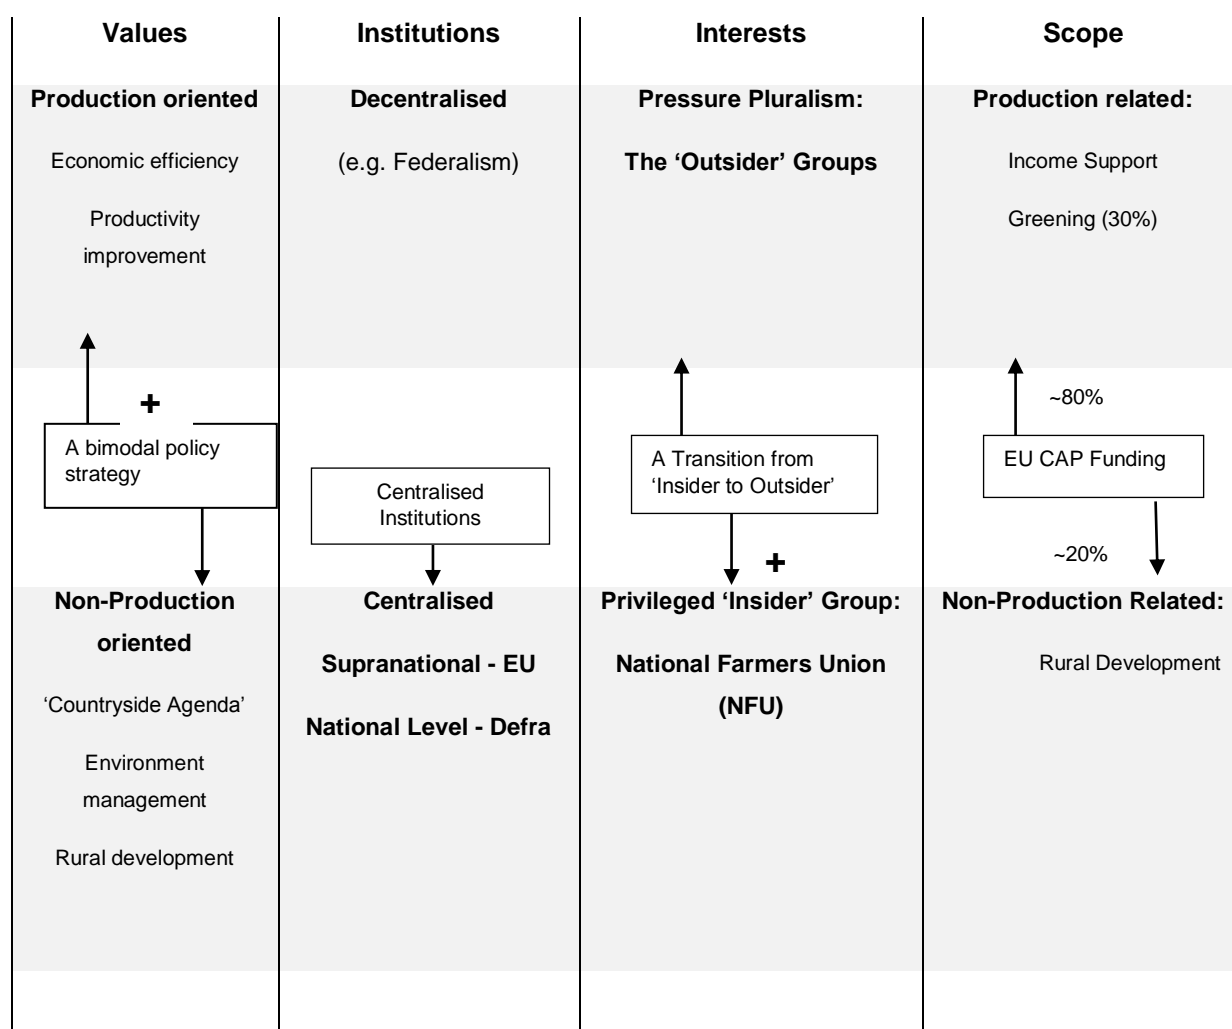 Values
Institutions
Interests
Scope
Production oriented
Economic efficiency
Productivity
improvement
Decentralised
(e.g. Federalism)
Pressure Pluralism:
The ‘Outsider’ Groups
Production related:
Income Support
Greening (30%)
+
A bimodal policy
strategy
Centralised
Institutions
A Transition from
‘Insider to Outsider’
+
~80%
EU CAP Funding
~20%
Non-Production
oriented
‘Countryside Agenda’
Environment
management
Rural development
Centralised
Supranational - EU
National Level - Defra
Privileged ‘Insider’ Group:
National Farmers Union
(NFU)
Non-Production Related:
Rural Development